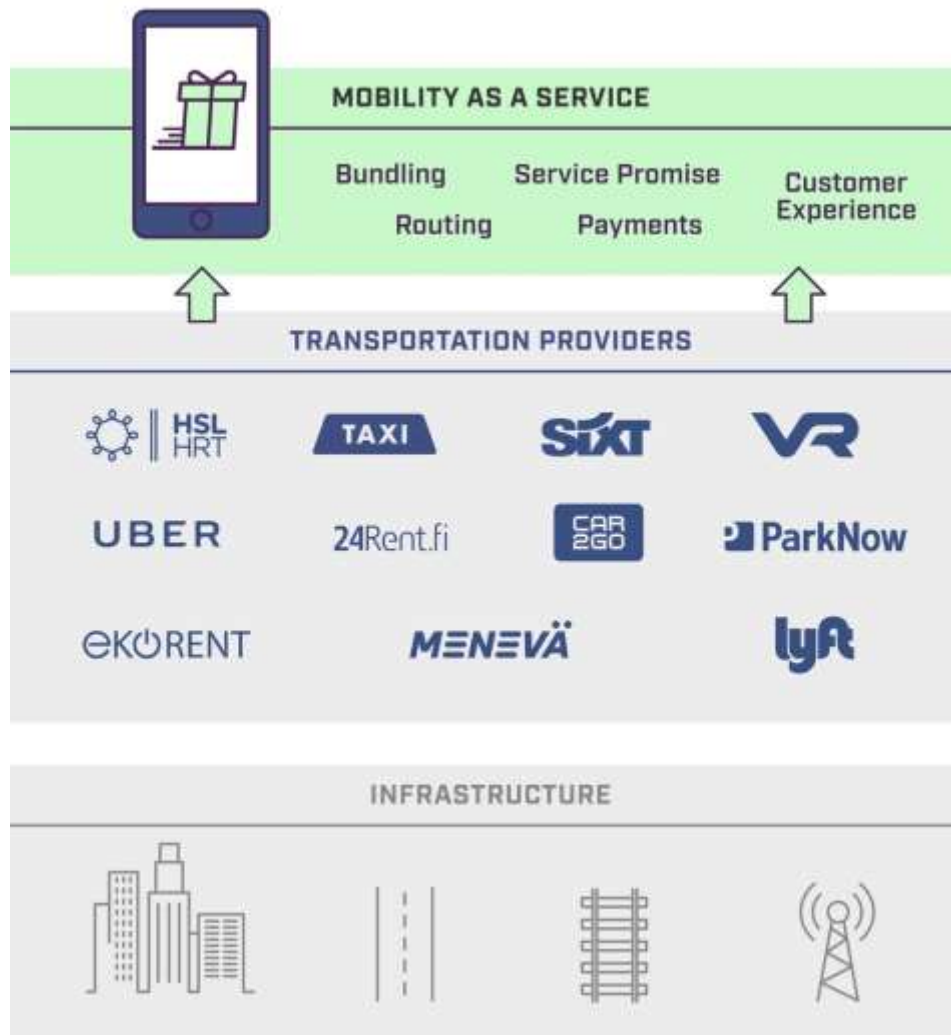 MOBILITY AS A SERVICE
Bundling
Service Promise
Customer
Experience
Routing
Payments
TRANSPORTATION PROVIDERS
HSL
HRT
TAXI
SIXT
VR
UBER
24Rent.fi
CAR
2GO
ParkNow
eKORENT
MENEVÄ
lyft
INFRASTRUCTURE